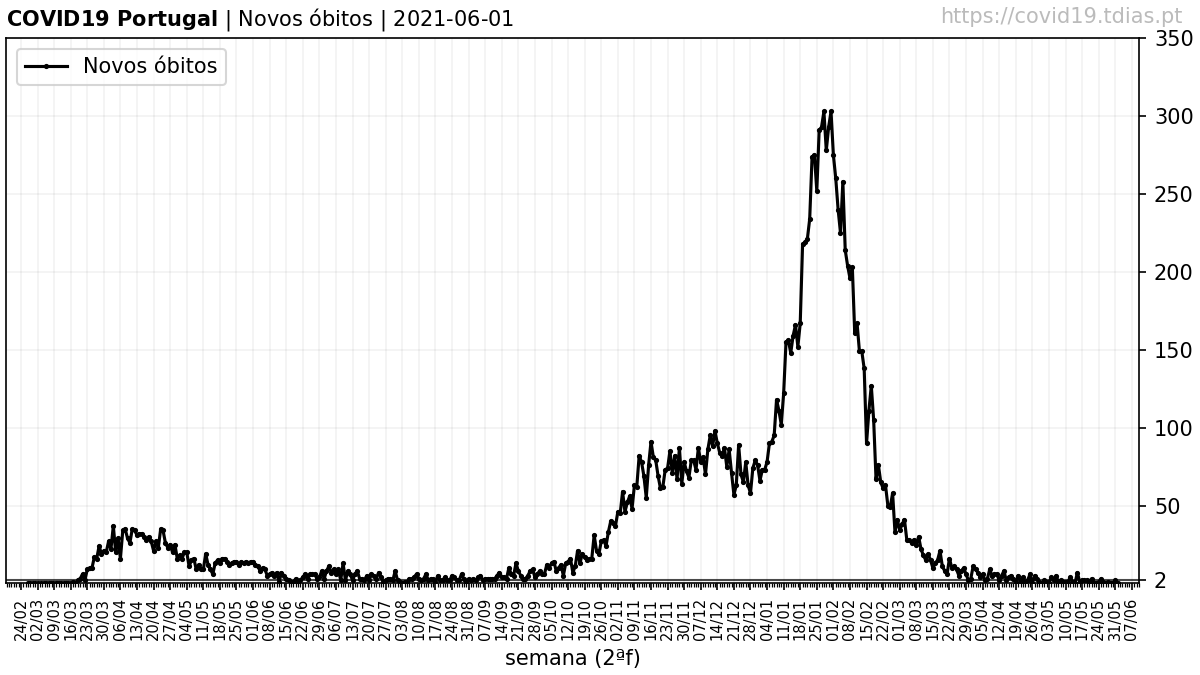 COVID19 Portugal | Novos óbitos | 2021-06-01
https://covid19.tdias.pt
Novos óbitos
350
300
250
200
150
100
50
2
24/02 02/03 09/03 16/03 23/03 30/03 06/04 13/04 20/04 27/04 04/05 11/05 18/05 25/05 01/06 08/06 15/06 22/06 29/06 06/07 13/07 20/07 27/07 03/08 10/08 17/08 24/08 31/08 07/09 14/09 21/09 28/09 05/10 12/10 19/10 26/10 02/11 09/11 16/11 23/11 30/11 07/12 14/12 21/12 28/12 04/01 11/01 18/01 25/01 01/02 08/02 15/02 22/02 01/03 08/03 15/03 22/03 29/03 05/04 12/04 19/04 26/04 03/05 10/05 17/05 24/05 31/05 07/06
semana (2ªf)